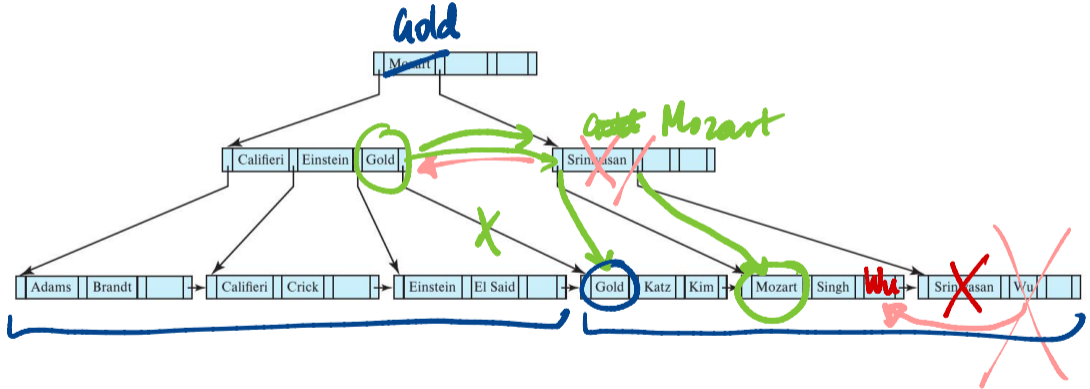 Gold
Mozart
Mozart
Califieri Einstein Gold Srinivasan
Adams Brandt Califieri Crick Einstein El Said Gold Katz Kim Mozart Singh Wu Srinivasan Wu